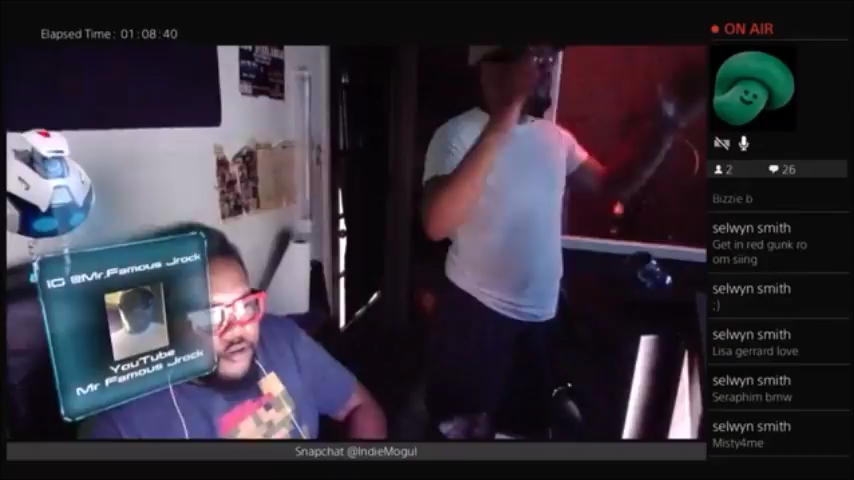 Elapsed Time: 01:08:40
ON AIR
2
26
Bizzie b
selwyn smith
Get in red gunk ro
om siing
selwyn smith
;)
selwyn smith
Lisa gerrard love
selwyn smith
Seraphim bmw
selwyn smith
Misty4me
IG @Mr.Famous Jrock
YouTube
Mr Famous Jrock
Snapchat @IndieMogul